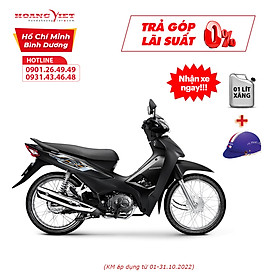 HOANG VIET
Hồ Chí Minh
Bình Dương
HOTLINE
0901.26.49.49
0931.43.46.48
TRẢ GÓP
LÃI SUẤT 0%
Nhận xe
ngay!!!
01 LÍT
XĂNG
+
(KM áp dụng từ 01-31.10.2022)